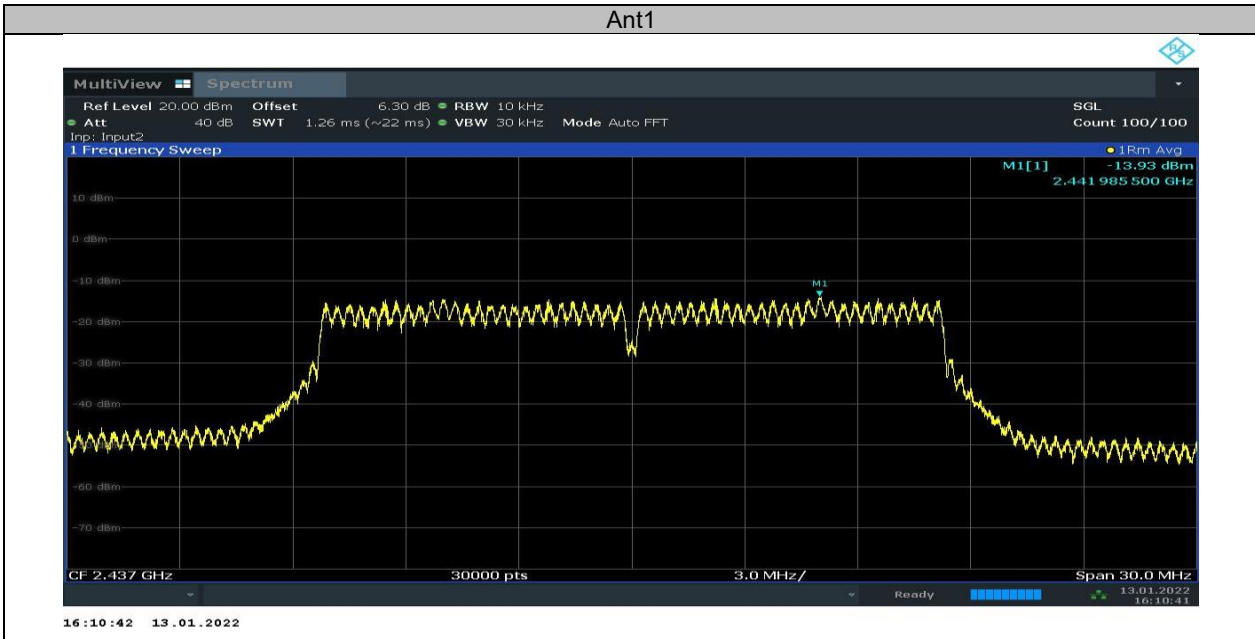 Ant1
R&S
MultiView Spectrum
Ref Level 20.00 dBm Offset 6.30 dB RBW 10 kHz SGL
Att 40 dB SWT 1.26 ms (~22 ms) VBW 30 kHz Mode Auto FFT Count 100/100
Inp: Input2
1 Frequency Sweep 1Rm Avg
M1[1] -13.93 dBm
2.441 985 500 GHz
10 dBm
0 dBm
-10 dBm
M1
-20 dBm
-30 dBm
-40 dBm
-60 dBm
-70 dBm
CF 2.437 GHz 30000 pts 3.0 MHz/ Span 30.0 MHz
Ready 13.01.2022
16:10:41
16:10:42 13.01.2022